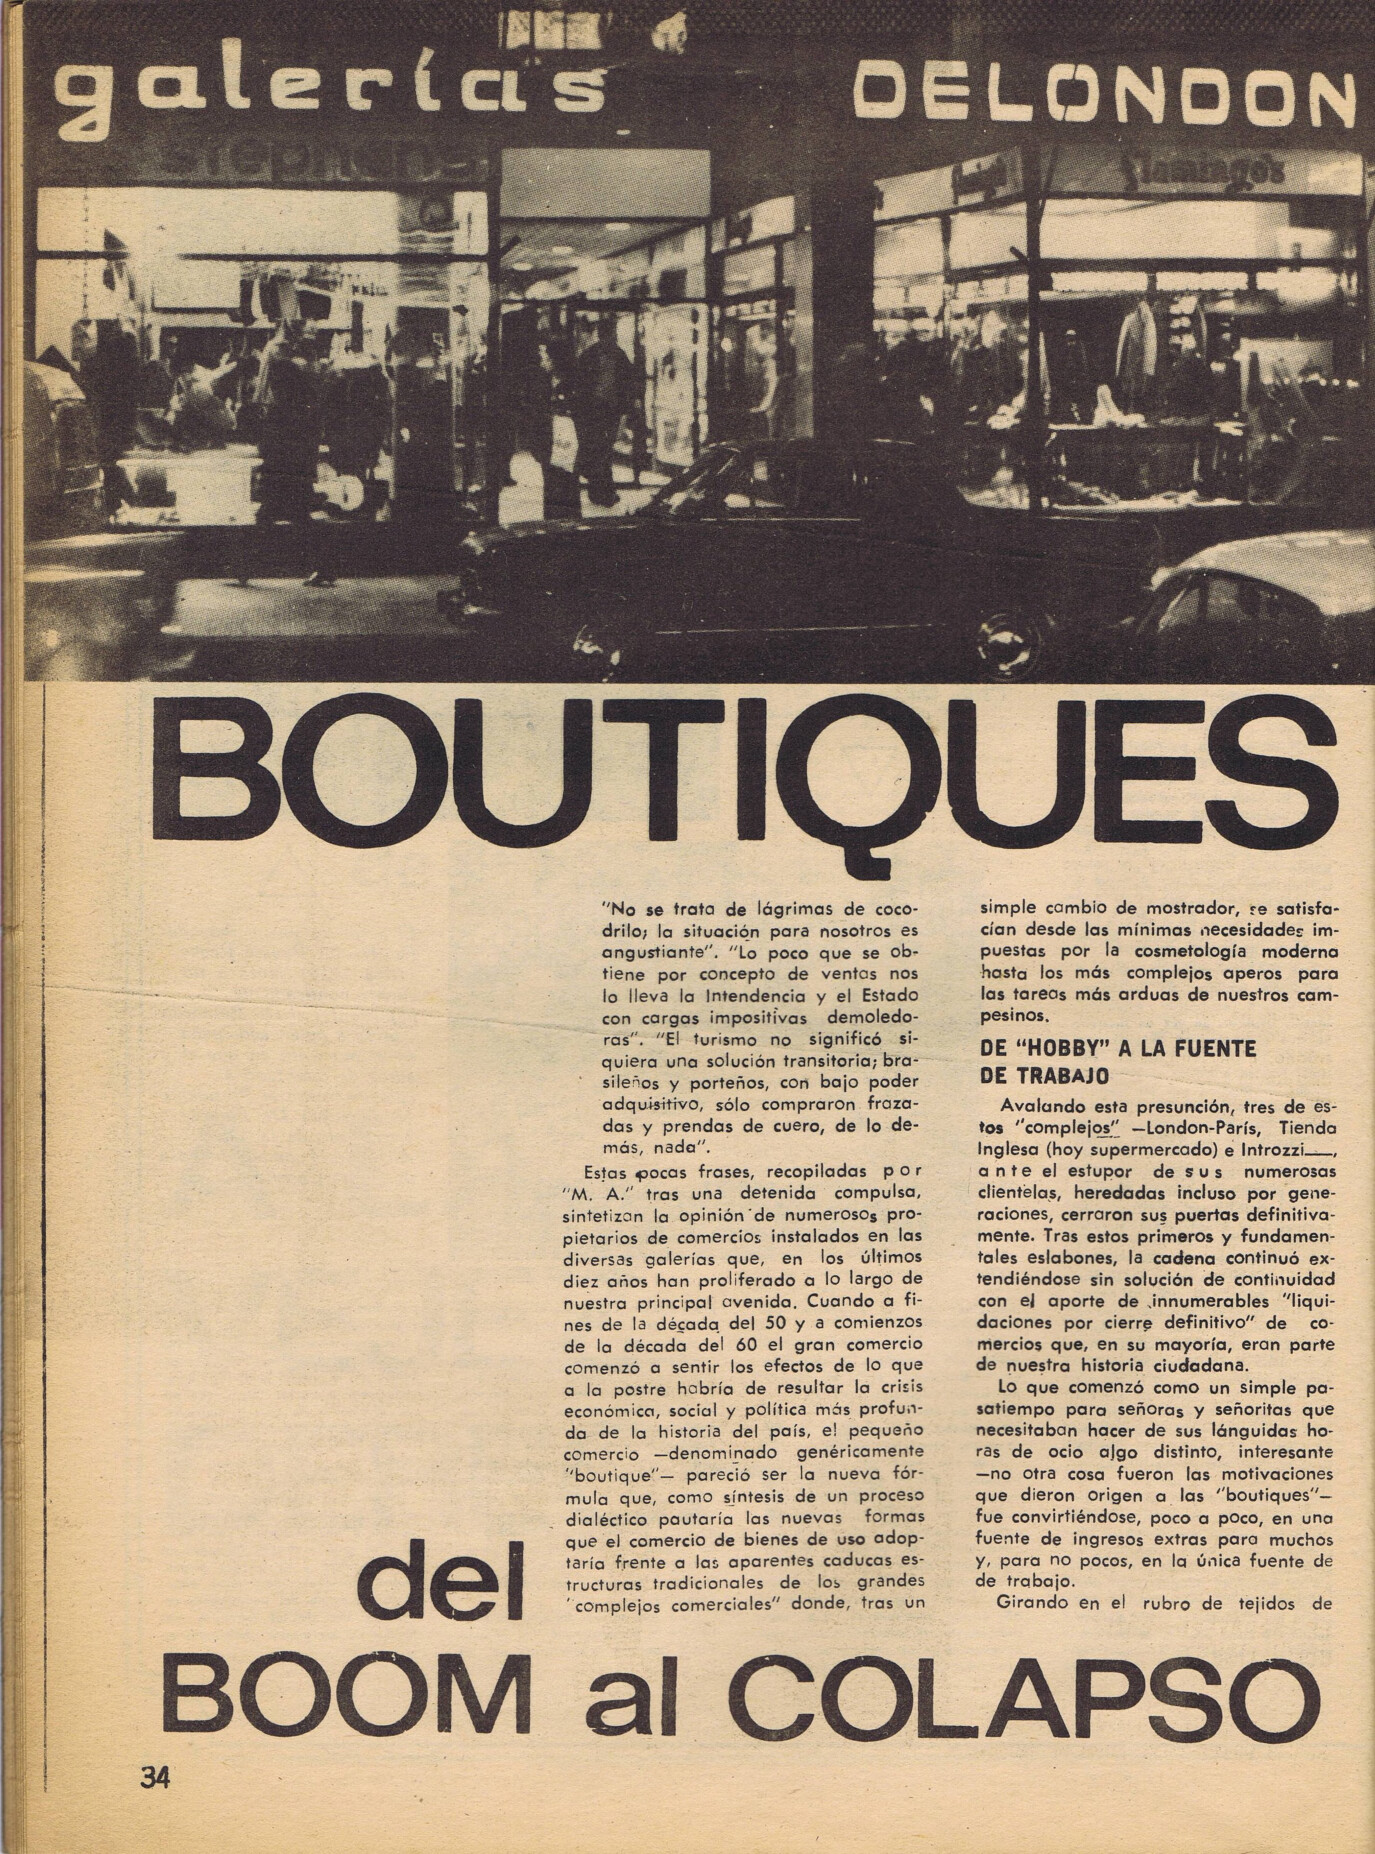 galerías DELONDON
stephens
flamingo's
BOUTIQUES
"No se trata de lágrimas de coco-
drilo; la situación para nosotros es
angustiante". "Lo poco que se ob-
tiene por concepto de ventas nos
lo lleva la Intendencia y el Estado
con cargas impositivas demoledo-
ras". "El turismo no significó si-
quiera una solución transitoria; bra-
sileños y porteños, con bajo poder
adquisitivo, sólo compraron fraza-
das y prendas de cuero, de lo de-
más, nada".
Estas pocas frases, recopiladas por
"M. A." tras una detenida compulsa,
sintetizan la opinión de numerosos pro-
pietarios de comercios instalados en las
diversas galerías que, en los últimos
diez años han proliferado a lo largo de
nuestra principal avenida. Cuando a fi-
nes de la década del 50 y a comienzos
de la década del 60 el gran comercio
comenzó a sentir los efectos de lo que
a la postre habría de resultar la crisis
económica, social y política más profun-
da de la historia del país, el pequeño
comercio —denominado genéricamente
"boutique"— pareció ser la nueva fór-
mula que, como síntesis de un proceso
dialéctico pautaría las nuevas formas
que el comercio de bienes de uso adop-
taría frente a las aparentes caducas es-
tructuras tradicionales de los grandes
"complejos comerciales" donde, tras un
simple cambio de mostrador, se satisfa-
cían desde las mínimas necesidades im-
puestas por la cosmetología moderna
hasta los más complejos aperos para
las tareas más arduas de nuestros cam-
pesinos.
DE "HOBBY" A LA FUENTE
DE TRABAJO
Avalando esta presunción, tres de es-
tos "complejos" —London-París, Tienda
Inglesa (hoy supermercado) e Introzzi—,
ante el estupor de sus numerosas
clientelas, heredadas incluso por gene-
raciones, cerraron sus puertas definitiva-
mente. Tras estos primeros y fundamen-
tales eslabones, la cadena continuó ex-
tendiéndose sin solución de continuidad
con el aporte de innumerables "liqui-
daciones por cierre definitivo" de co-
mercios que, en su mayoría, eran parte
de nuestra historia ciudadana.
Lo que comenzó como un simple pa-
satiempo para señoras y señoritas que
necesitaban hacer de sus lánguidas ho-
ras de ocio algo distinto, interesante
—no otra cosa fueron las motivaciones
que dieron origen a las "boutiques"—
fue convirtiéndose, poco a poco, en una
fuente de ingresos extras para muchos
y, para no pocos, en la única fuente de
de trabajo.
Girando en el rubro de tejidos de
del
BOOM al COLAPSO
34